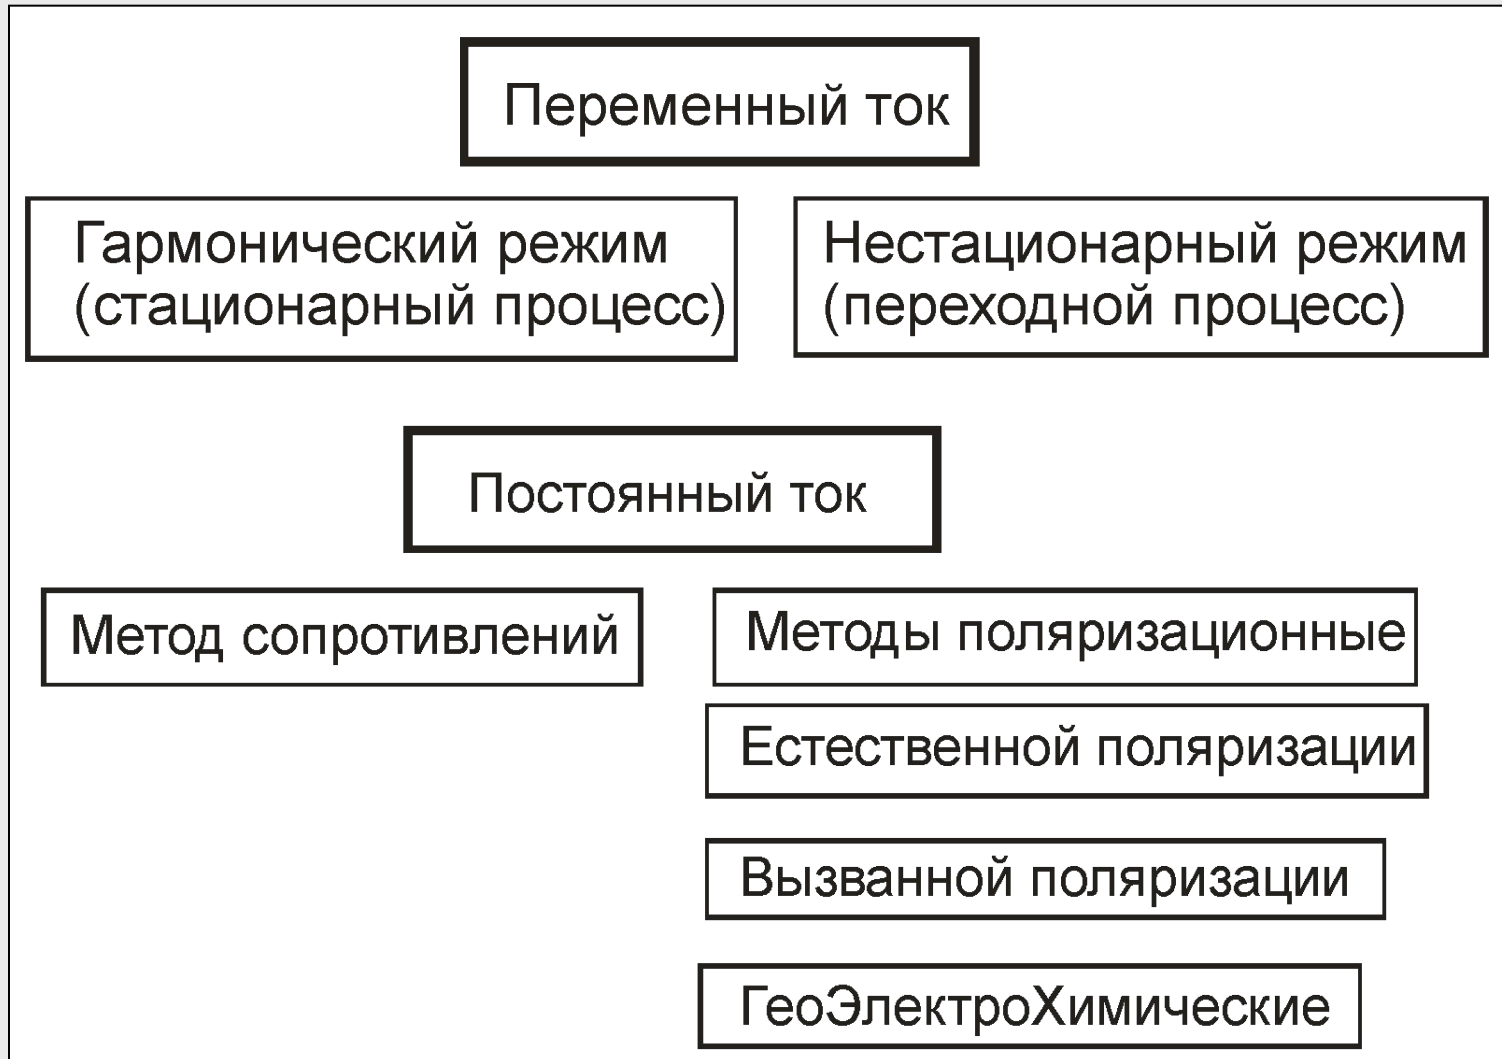 Переменный ток
Гармонический режим
(стационарный процесс)
Нестационарный режим
(переходной процесс)
Постоянный ток
Метод сопротивлений
Методы поляризационные
Естественной поляризации
Вызванной поляризации
ГеоЭлектроХимические